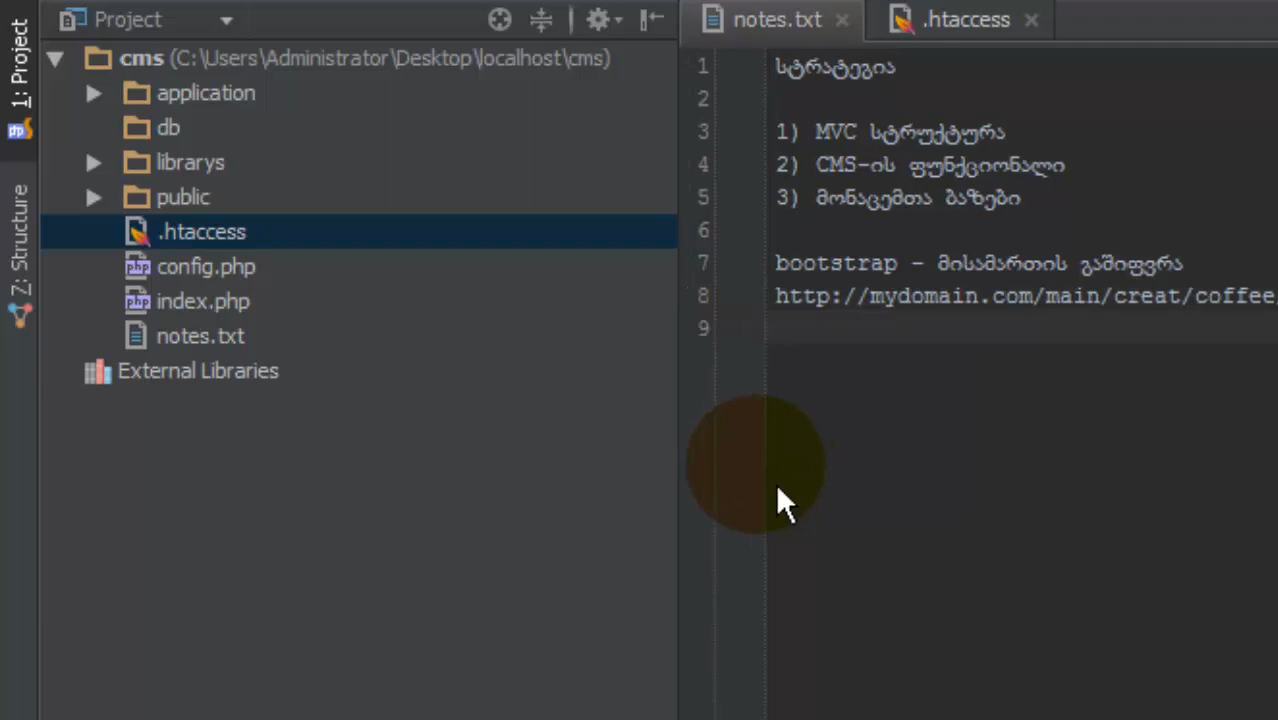 1: Project
Z: Structure
Project
cms (C:\Users\Administrator\Desktop\localhost\cms)
application
db
librarys
public
.htaccess
config.php
index.php
notes.txt
External Libraries
notes.txt
.htaccess
1 სტრატეგია
2
3 1) MVC სტრუქტურა
4 2) CMS-ის ფუნქციონალი
5 3) მონაცემთა ბაზები
6
7 bootstrap - მისამართის გაშიფვრა
8 http://mydomain.com/main/creat/coffee/
9